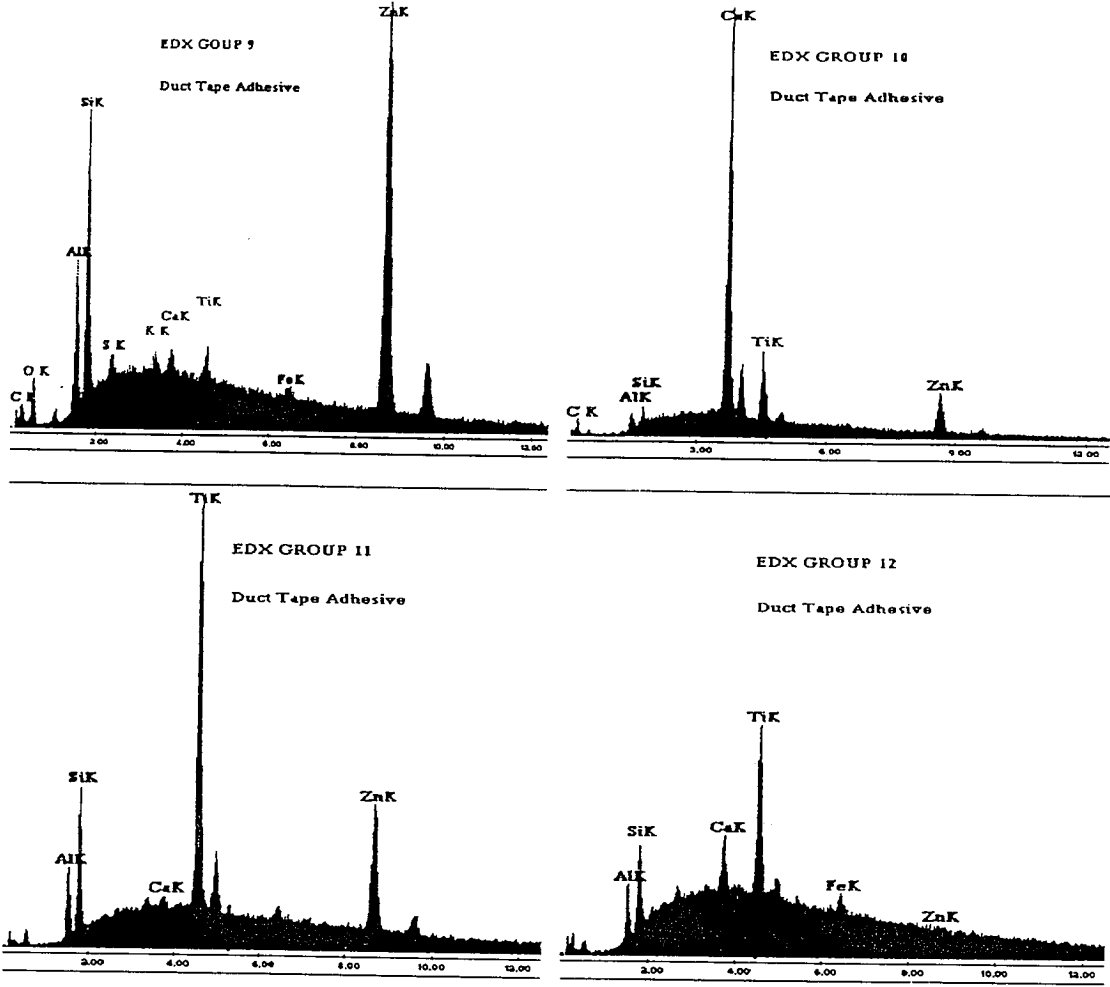 ZnK
EDX GOUP 9
Duct Tape Adhesive
SiK
AlK
TiK
CaK
K K
S K
O K
FeK
C K
2.00 4.00 6.00 8.00 10.00 12.00
CaK
EDX GROUP 10
Duct Tape Adhesive
TiK
SiK
AlK
ZnK
C K
3.00 6.00 9.00 12.00
TiK
EDX GROUP 11
Duct Tape Adhesive
SiK
ZnK
AlK
CaK
2.00 4.00 6.00 8.00 10.00 12.00
EDX GROUP 12
Duct Tape Adhesive
TiK
CaK
SiK
AlK
FeK
ZnK
2.00 4.00 6.00 8.00 10.00 12.00